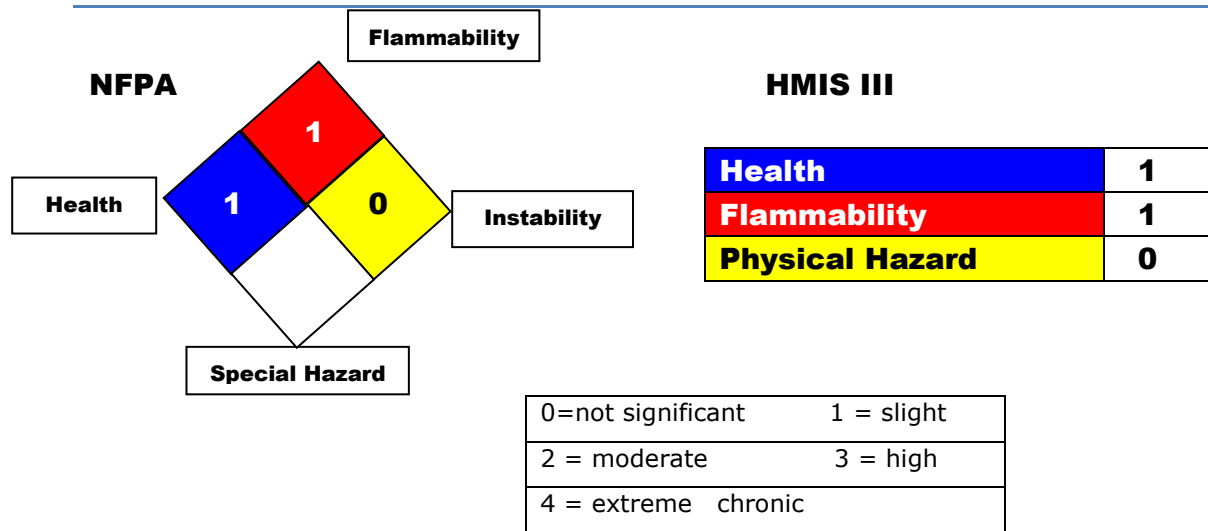 Flammability
NFPA
HMIS III
1
Health
1
0
Instability
Special Hazard
Health 1
Flammability 1
Physical Hazard 0
0=not significant 1 = slight
2 = moderate 3 = high
4 = extreme chronic